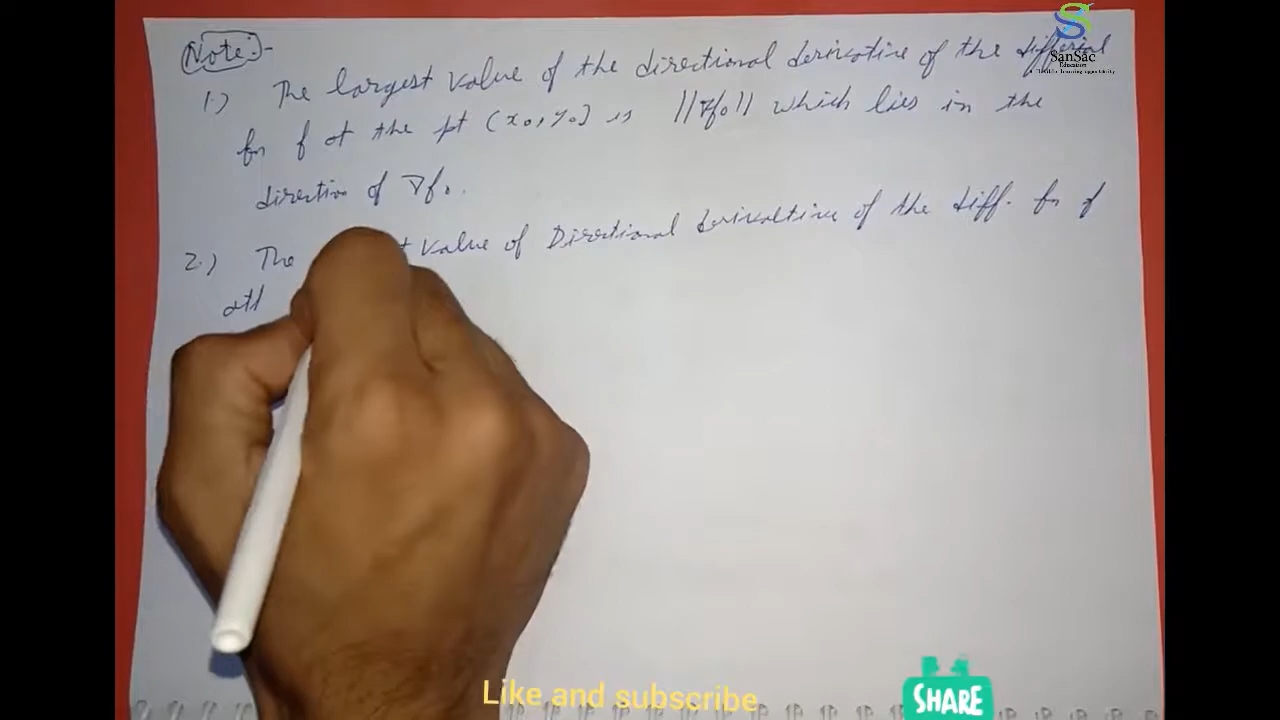 Note:-
SanSac
Education
1.) The largest value of the directional derivative of the
fn f at the pt (x₀, y₀) is ||∇f₀|| which lies in the
direction of ∇f₀.
2.) The value of Directional derivative of the diff. fn f
Like and subscribe
SHARE